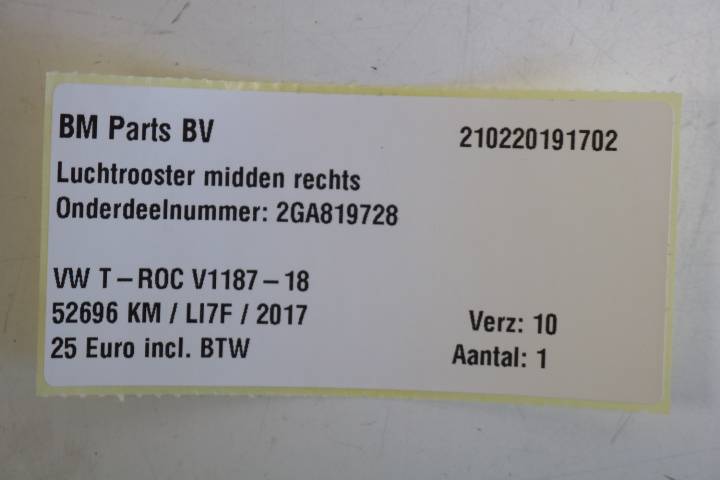 BM Parts BV 210220191702
Luchtrooster midden rechts
Onderdeelnummer: 2GA819728
VW T-ROC V1187-18
52696 KM / LI7F / 2017 Verz: 10
25 Euro incl. BTW Aantal: 1